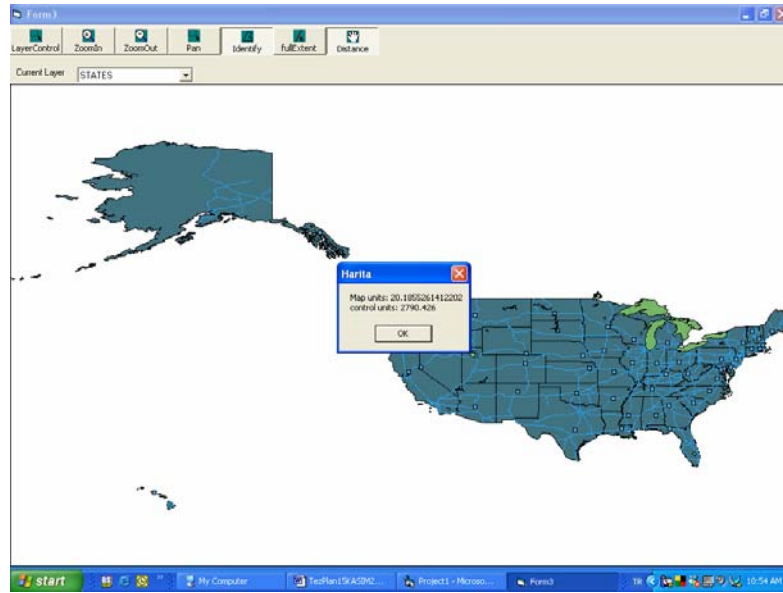 Form3
LayerControl ZoomIn ZoomOut Pan Identify fullExtent Distance
Current Layer STATES
Harita
Map units: 20.1855261412202
control units: 2790.426
OK
start My Computer TezPlan15KASIM2... Project1 - Microso... Form3 TR 10:54 AM